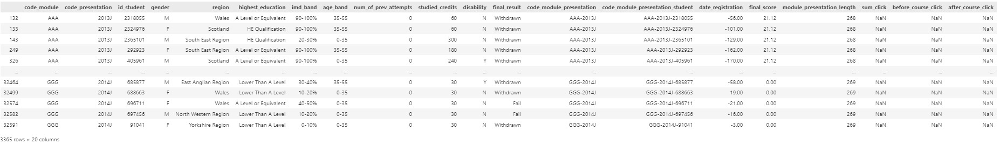 code_module code_presentation id_student gender region highest_education imd_band age_band num_of_prev_attempts studied_credits disability final_result code_module_presentation code_module_presentation_student date_registration final_score module_presentation_length sum_click before_course_click after_course_click
132 AAA 2013J 2318055 M Wales A Level or Equivalent 90-100% 35-55 0 60 N Withdrawn AAA-2013J AAA-2013J-2318055 -56.00 21.12 268 NaN NaN NaN
133 AAA 2013J 2324976 F Scotland HE Qualification 90-100% 35-55 0 60 N Withdrawn AAA-2013J AAA-2013J-2324976 -101.00 21.12 268 NaN NaN NaN
143 AAA 2013J 2365101 M South East Region HE Qualification 20-30% 0-35 0 300 N Withdrawn AAA-2013J AAA-2013J-2365101 -129.00 21.12 268 NaN NaN NaN
249 AAA 2013J 292923 F South East Region A Level or Equivalent 90-100% 35-55 0 180 N Withdrawn AAA-2013J AAA-2013J-292923 -162.00 21.12 268 NaN NaN NaN
326 AAA 2013J 405961 M Scotland A Level or Equivalent 90-100% 0-35 0 240 Y Withdrawn AAA-2013J AAA-2013J-405961 -170.00 21.12 268 NaN NaN NaN
... ... ... ... ... ... ... ... ... ... ... ... ... ... ... ... ... ... ... ... ...
32464 GGG 2014J 685877 M East Anglian Region Lower Than A Level 30-40% 35-55 0 30 Y Withdrawn GGG-2014J GGG-2014J-685877 -58.00 0.00 269 NaN NaN NaN
32499 GGG 2014J 688663 F Wales Lower Than A Level 10-20% 0-35 0 30 N Withdrawn GGG-2014J GGG-2014J-688663 19.00 0.00 269 NaN NaN NaN
32574 GGG 2014J 696711 F Wales A Level or Equivalent 40-50% 0-35 0 30 N Fail GGG-2014J GGG-2014J-696711 -21.00 0.00 269 NaN NaN NaN
32582 GGG 2014J 697456 M North Western Region Lower Than A Level 10-20% 0-35 0 30 N Fail GGG-2014J GGG-2014J-697456 -16.00 0.00 269 NaN NaN NaN
32591 GGG 2014J 91041 F Yorkshire Region Lower Than A Level 0-10% 0-35 0 30 N Withdrawn GGG-2014J GGG-2014J-91041 -3.00 0.00 269 NaN NaN NaN
3365 rows × 20 columns